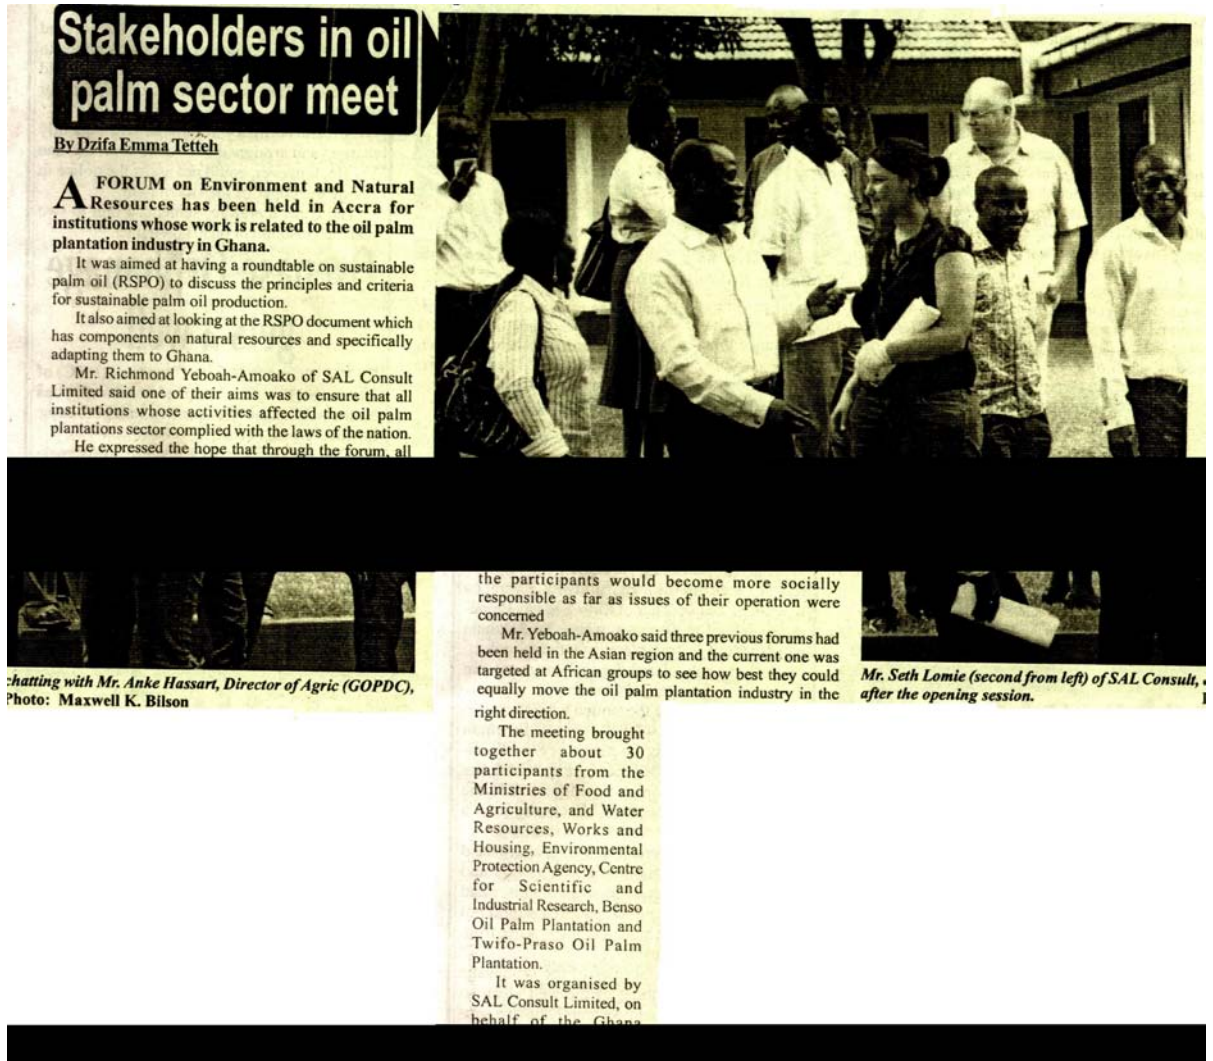 Stakeholders in oil
palm sector meet
By Dzifa Emma Tetteh
A FORUM on Environment and Natural
Resources has been held in Accra for
institutions whose work is related to the oil palm
plantation industry in Ghana.
It was aimed at having a roundtable on sustainable
palm oil (RSPO) to discuss the principles and criteria
for sustainable palm oil production.
It also aimed at looking at the RSPO document which
has components on natural resources and specifically
adapting them to Ghana.
Mr. Richmond Yeboah-Amoako of SAL Consult
Limited said one of their aims was to ensure that all
institutions whose activities affected the oil palm
plantations sector complied with the laws of the nation.
He expressed the hope that through the forum, all
the participants would become more socially
responsible as far as issues of their operation were
concerned
Mr. Yeboah-Amoako said three previous forums had
been held in the Asian region and the current one was
targeted at African groups to see how best they could
equally move the oil palm plantation industry in the
right direction.
The meeting brought
together about 30
participants from the
Ministries of Food and
Agriculture, and Water
Resources, Works and
Housing, Environmental
Protection Agency, Centre
for Scientific and
Industrial Research, Benso
Oil Palm Plantation and
Twifo-Praso Oil Palm
Plantation.
It was organised by
SAL Consult Limited, on
behalf of the Ghana
Mr. Seth Lomie (second from left) of SAL Consult,
after the opening session.
chatting with Mr. Anke Hassart, Director of Agric (GOPDC),
Photo: Maxwell K. Bilson